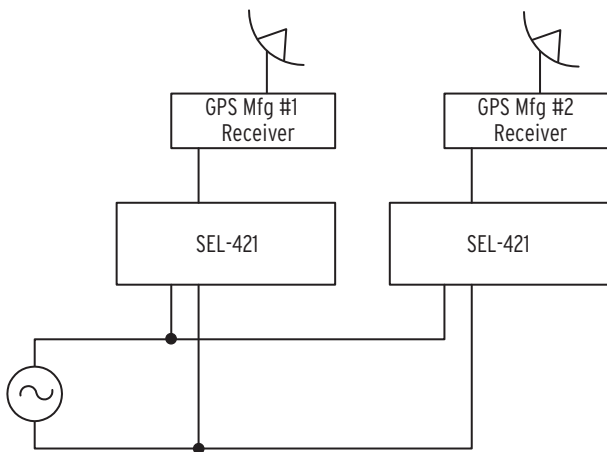 GPS Mfg #1
Receiver
GPS Mfg #2
Receiver
SEL-421
SEL-421